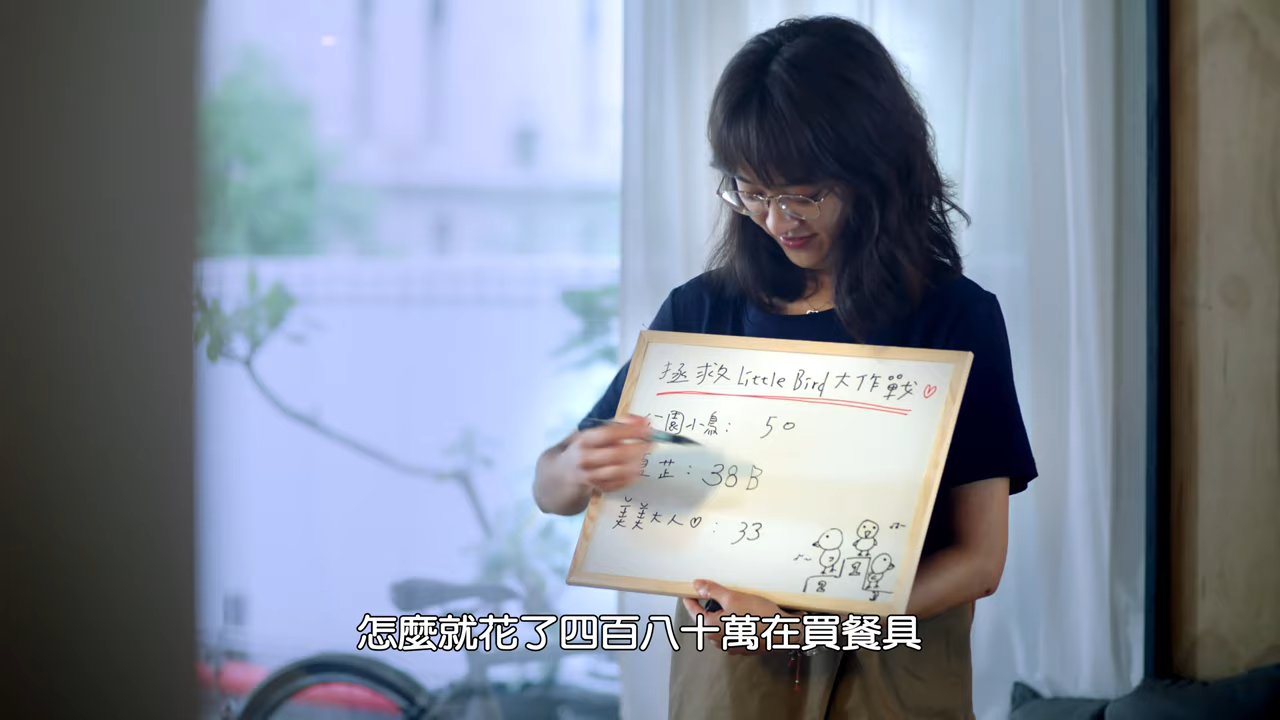 拯救Little Bird大作戰♡
園小鳥： 50
芷：38B
美美大人♡：33
怎麼就花了四百八十萬在買餐具